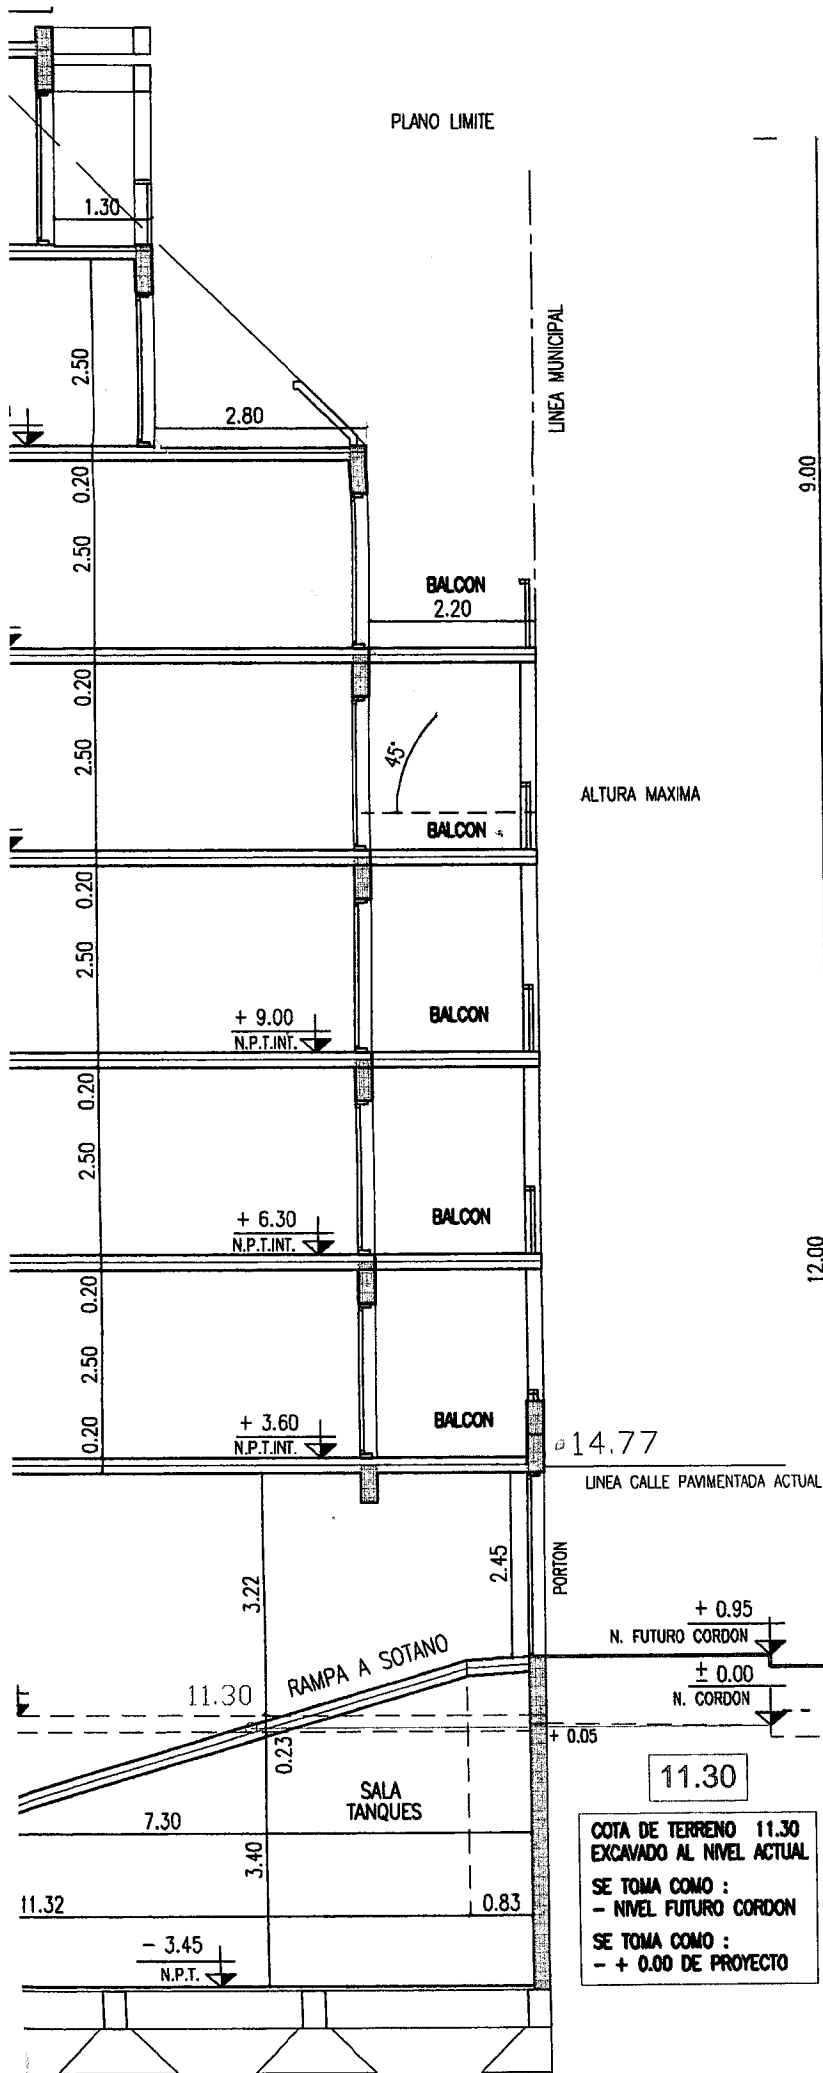 PLANO LIMITE
1.30
LINEA MUNICIPAL
2.50
2.80
9.00
0.20
2.50
BALCON
2.20
0.20
2.50
45°
ALTURA MAXIMA
BALCON
0.20
2.50
+ 9.00
N.P.T.INT.
BALCON
0.20
2.50
+ 6.30
N.P.T.INT.
BALCON
12.00
0.20
2.50
+ 3.60
N.P.T.INT.
BALCON
0.20
14.77
LINEA CALLE PAVIMENTADA ACTUAL
3.22
2.45
PORTON
+ 0.95
N. FUTURO CORDON
RAMPA A SOTANO
± 0.00
N. CORDON
11.30
+ 0.05
0.23
11.30
SALA
TANQUES
7.30
3.40
COTA DE TERRENO 11.30
EXCAVADO AL NIVEL ACTUAL
SE TOMA COMO :
- NIVEL FUTURO CORDON
SE TOMA COMO :
- + 0.00 DE PROYECTO
11.32
0.83
- 3.45
N.P.T.